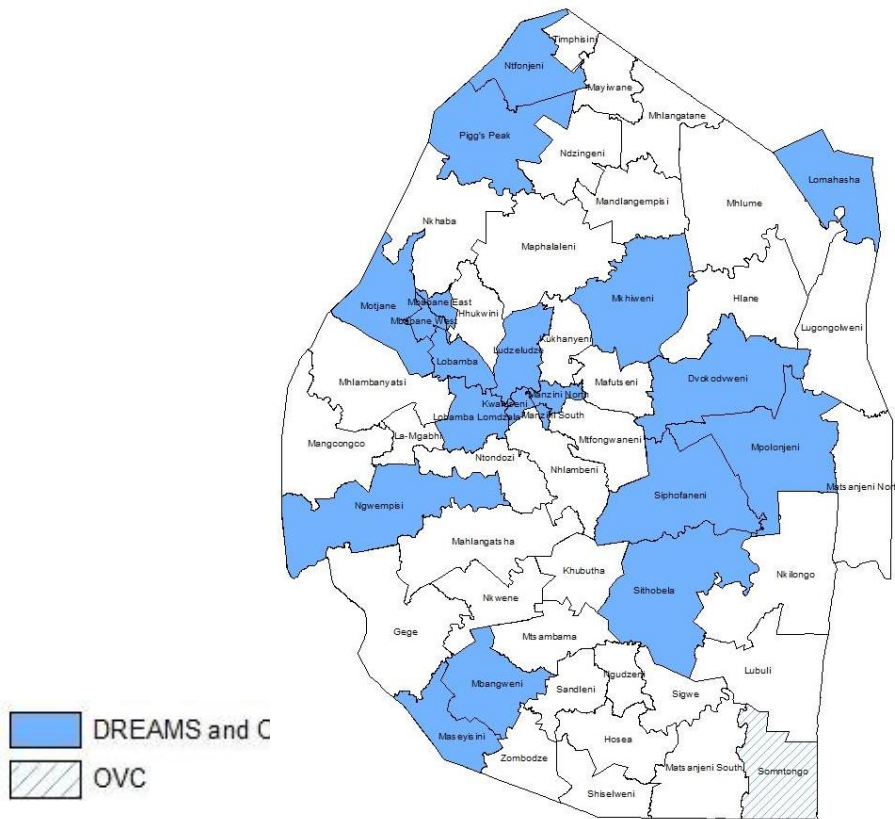 Timphisini
Ntfonjeni
Mayiwane
Mhlangatane
Pigg's Peak
Ndzingeni
Lomahasha
Mandlangempisi
Mhlume
Nkhaba
Maphalaleni
Motjane
Mbabane East
Hhukwini
Mkhiweni
Hlane
Mbabane West
Lugongolweni
Kukhanyeni
Ludzeludze
Lobamba
Dvokodvweni
Mhlambanyatsi
Mafutseni
Manzini North
Lobamba Lomdzala
Manzini South
La-Mgabhi
Mtfongwaneni
Mangcongco
Mpolonjeni
Ntondozi
Nhlambeni
Siphofaneni
Matsanjeni Nort
Ngwempisi
Mahlangatsha
Khubutha
Nkilongo
Sithobela
Nkwene
Gege
Mtsambama
Lubuli
Ngudzeni
Mbangweni
Sandleni
Sigwe
Maseyisini
Hosea
Zombodze
Matsanjeni South
Somntongo
Shiselweni
DREAMS and
OVC